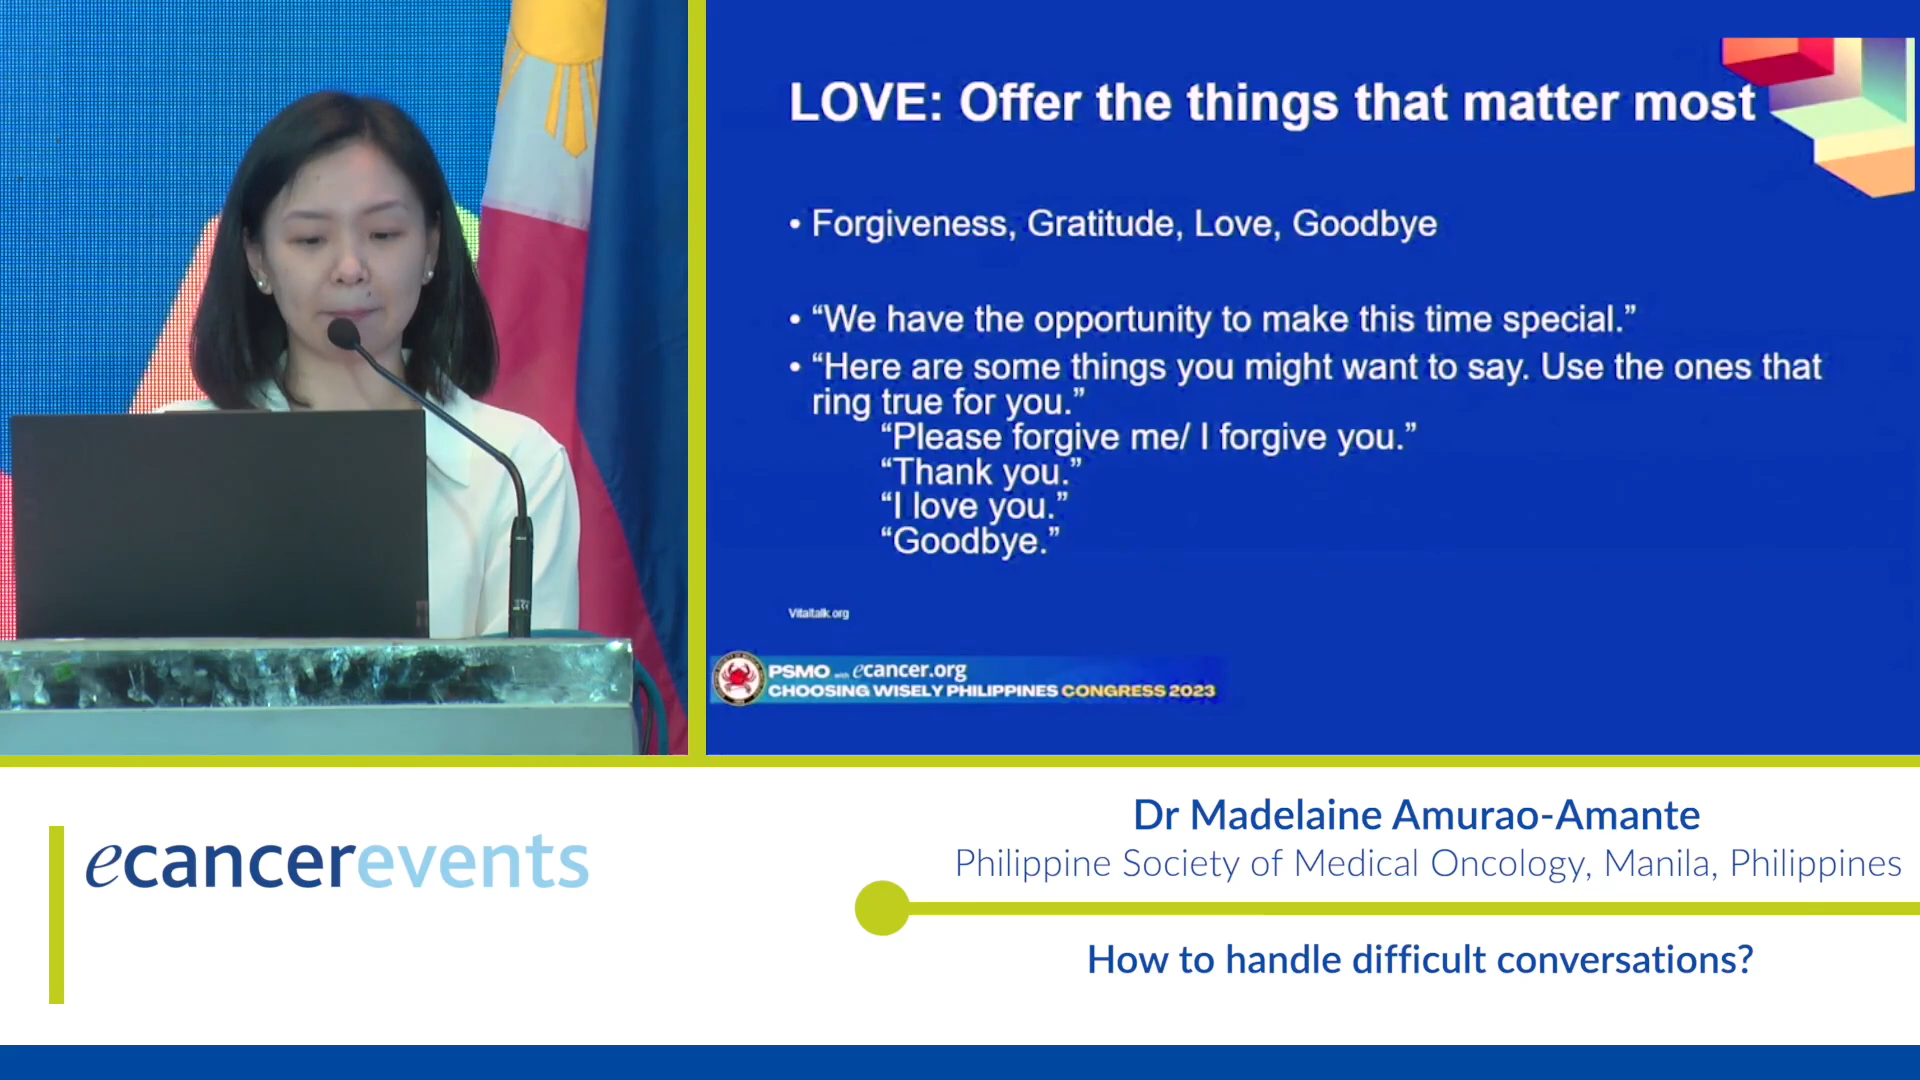 LOVE: Offer the things that matter most
• Forgiveness, Gratitude, Love, Goodbye
• “We have the opportunity to make this time special.”
• “Here are some things you might want to say. Use the ones that
ring true for you.”
“Please forgive me/ I forgive you.”
“Thank you.”
“I love you.”
“Goodbye.”
Vitaltalk.org
PSMO with ecancer.org
CHOOSING WISELY PHILIPPINES CONGRESS 2023
ecancerevents
Dr Madelaine Amurao-Amante
Philippine Society of Medical Oncology, Manila, Philippines
How to handle difficult conversations?